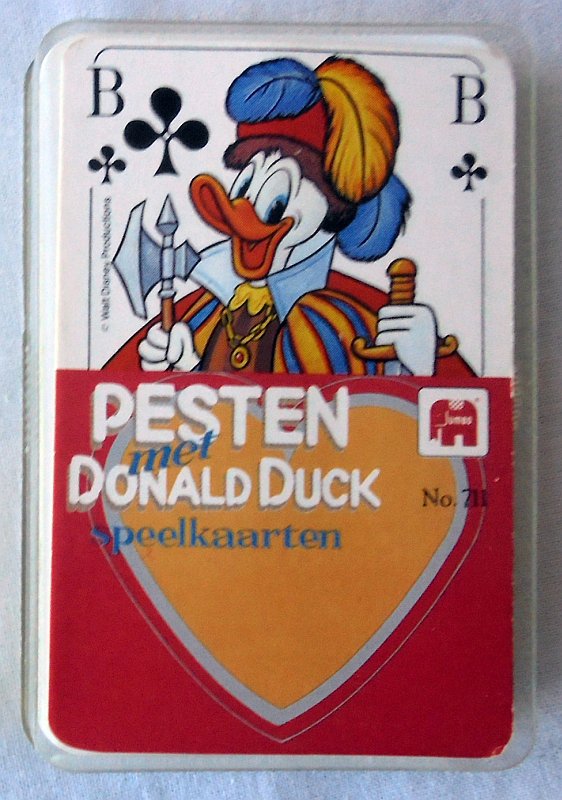 B
B
© Walt Disney Productions
PESTEN
met
DONALD DUCK
speelkaarten
Jumbo
No. 711